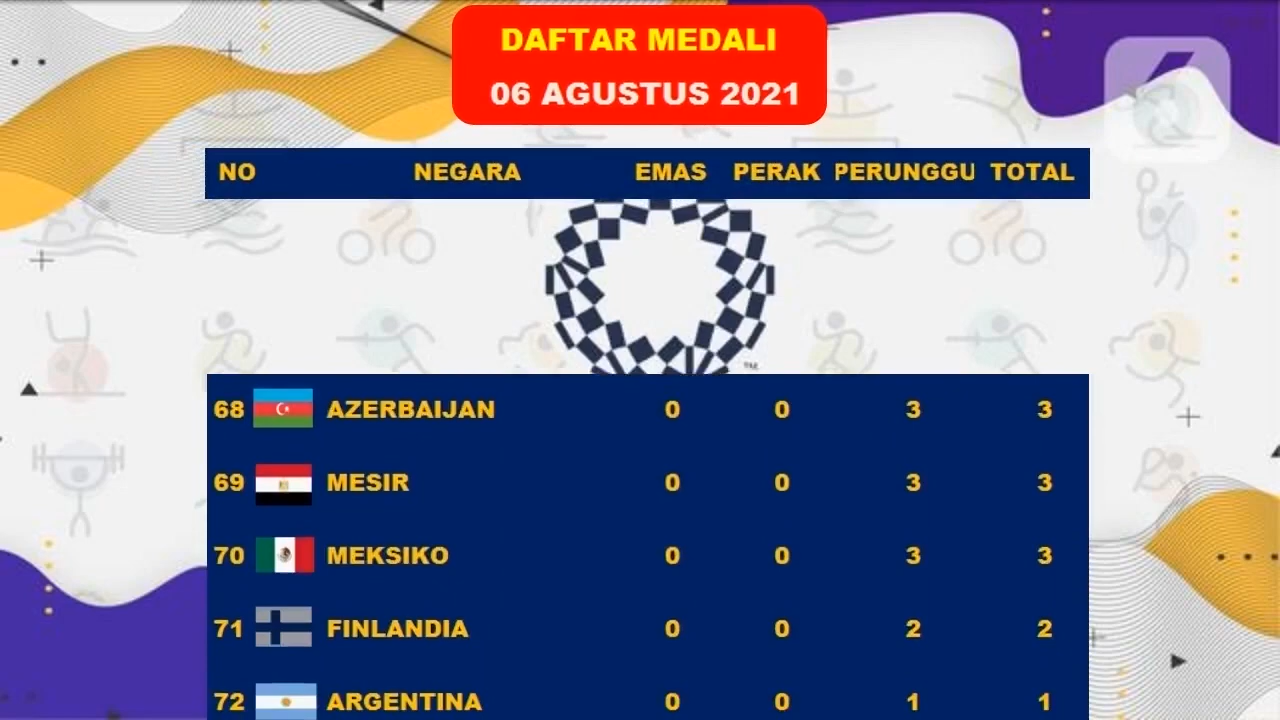 DAFTAR MEDALI
06 AGUSTUS 2021
NO NEGARA EMAS PERAK PERUNGGU TOTAL
TM
68 AZERBAIJAN 0 0 3 3
69 MESIR 0 0 3 3
70 MEKSIKO 0 0 3 3
71 FINLANDIA 0 0 2 2
72 ARGENTINA 0 0 1 1